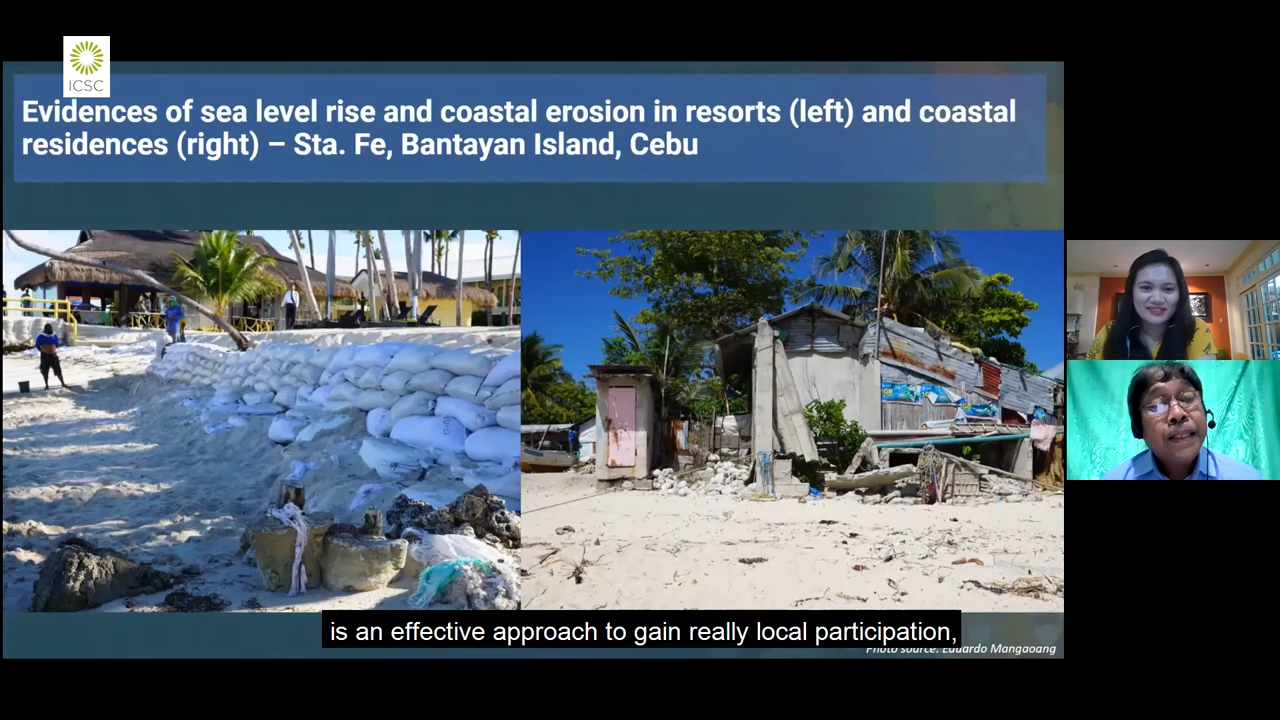 ICSC
Evidences of sea level rise and coastal erosion in resorts (left) and coastal
residences (right) – Sta. Fe, Bantayan Island, Cebu
is an effective approach to gain really local participation,
Photo source: Eduardo Mangaoang